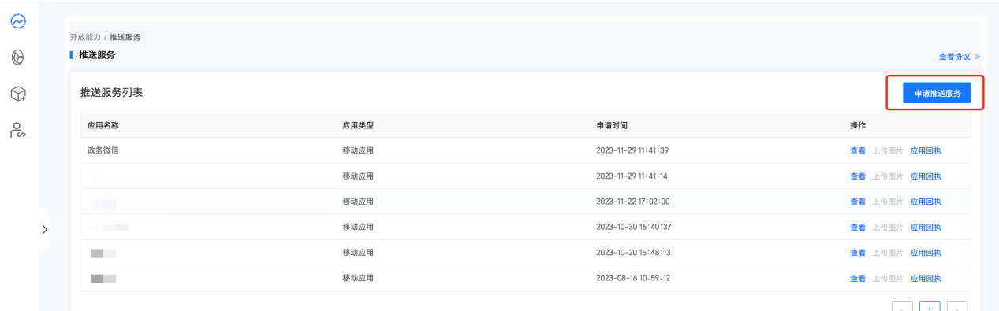 开放能力 / 推送服务
推送服务
查看协议 »
推送服务列表
申请推送服务
应用名称 应用类型 申请时间 操作
政务微信 移动应用 2023-11-29 11:41:39 查看 上传图片 应用回执
移动应用 2023-11-29 11:41:14 查看 上传图片 应用回执
移动应用 2023-11-22 17:02:00 查看 上传图片 应用回执
移动应用 2023-10-30 16:40:37 查看 上传图片 应用回执
移动应用 2023-10-20 15:48:13 查看 上传图片 应用回执
移动应用 2023-08-16 10:59:12 查看 上传图片 应用回执
1